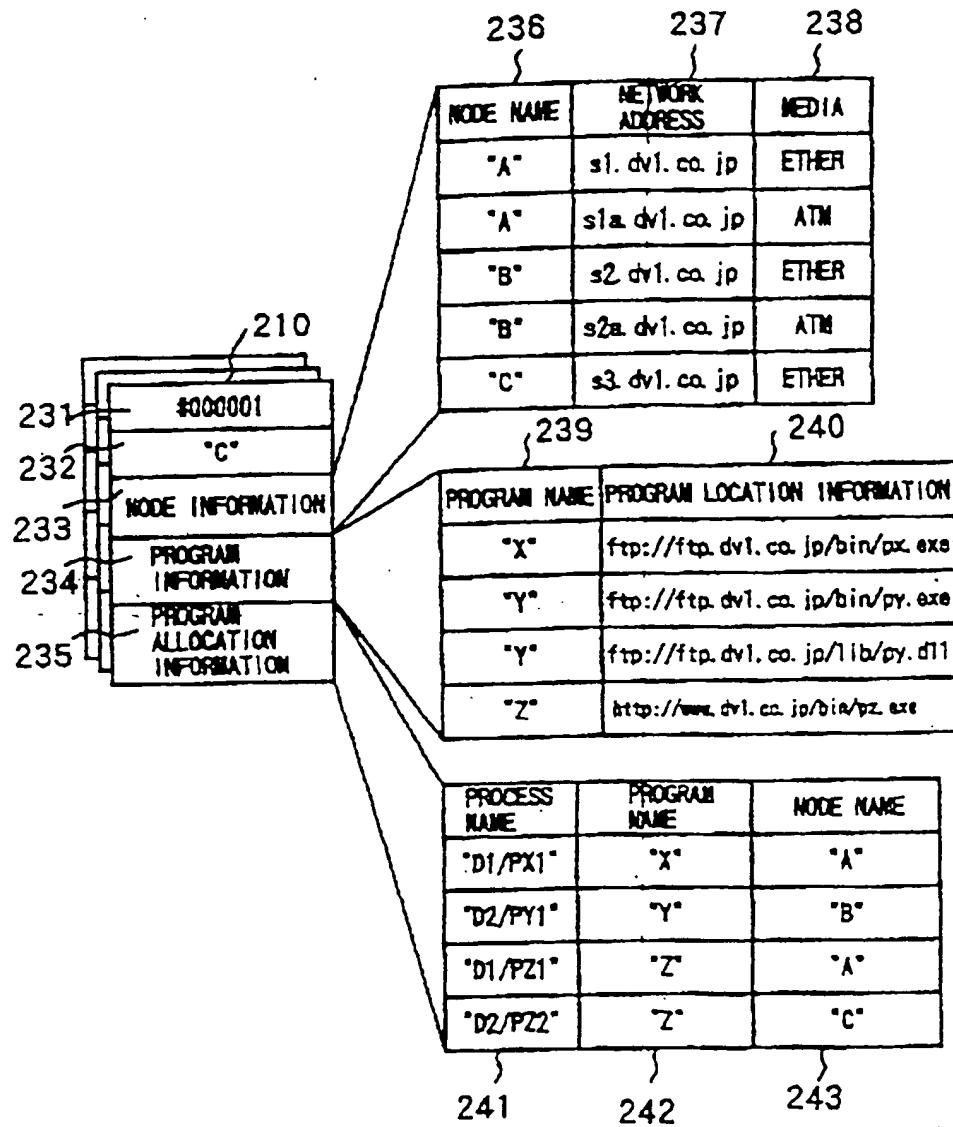 236 237 238
NODE NAME NETWORK ADDRESS MEDIA
"A" s1.dv1.co.jp ETHER
"A" s1a.dv1.co.jp ATM
"B" s2.dv1.co.jp ETHER
"B" s2a.dv1.co.jp ATM
"C" s3.dv1.co.jp ETHER
210
231 #000001
232 "C"
233 NODE INFORMATION
234 PROGRAM
INFORMATION
235 PROGRAM
ALLOCATION
INFORMATION
239 240
PROGRAM NAME PROGRAM LOCATION INFORMATION
"X" ftp://ftp.dv1.co.jp/bin/px.exe
"Y" ftp://ftp.dv1.co.jp/bin/py.exe
"Y" ftp://ftp.dv1.co.jp/lib/py.dll
"Z" http://www.dv1.co.jp/bin/pz.exe
PROCESS NAME PROGRAM NAME NODE NAME
"D1/PX1" "X" "A"
"D2/PY1" "Y" "B"
"D1/PZ1" "Z" "A"
"D2/PZ2" "Z" "C"
241 242 243